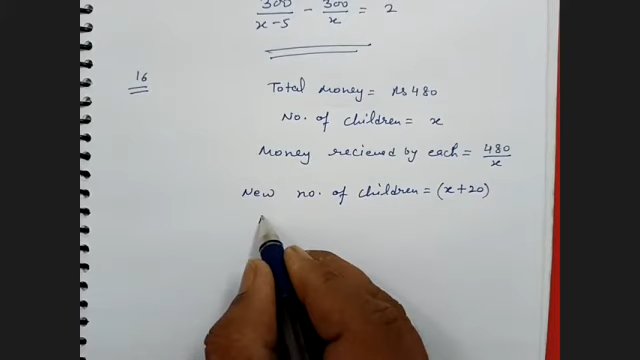 300/x-5 - 300/x = 2
16
Total money = Rs 480
No. of children = x
Money recieved by each = 480/x
New no. of children = (x+20)